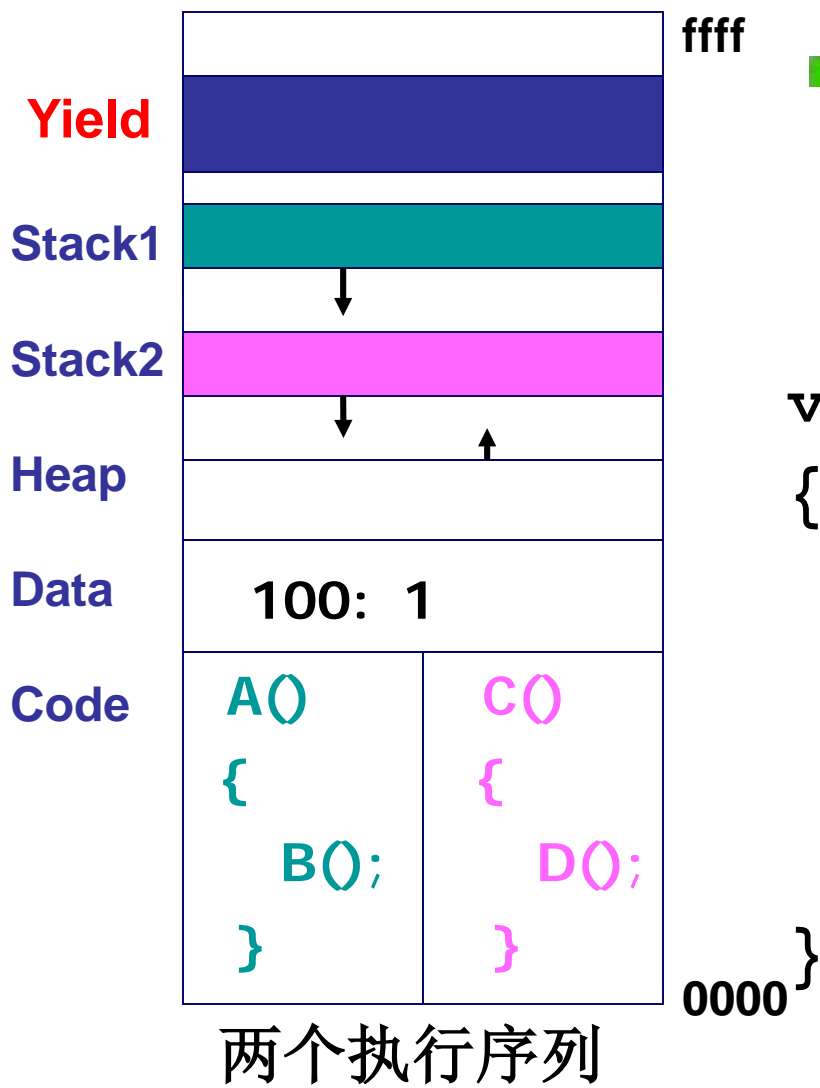 ffff
Yield
Stack1
Stack2
v
Heap
{
Data
100: 1
Code
A() C()
{ {
B(); D();
} }
}
0000
两个执行序列